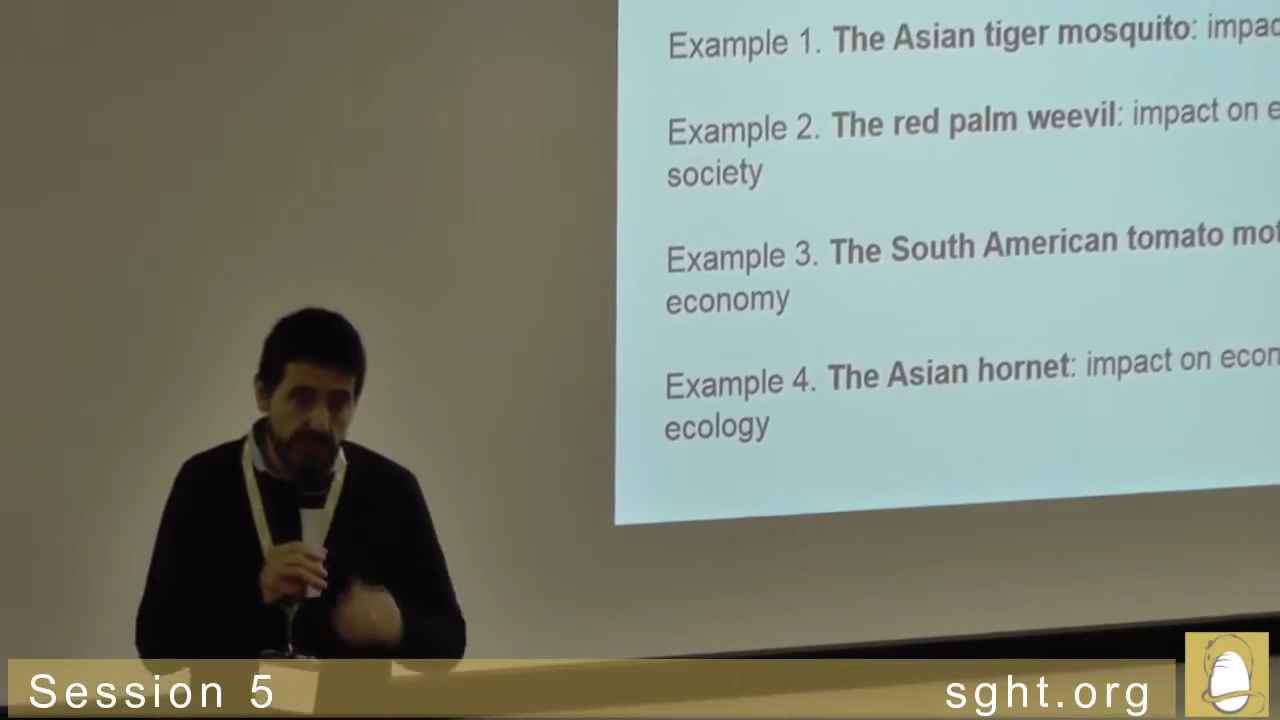 Example 1. The Asian tiger mosquito: impac
Example 2. The red palm weevil: impact on e
society
Example 3. The South American tomato mot
economy
Example 4. The Asian hornet: impact on econ
ecology
Session 5
sght.org